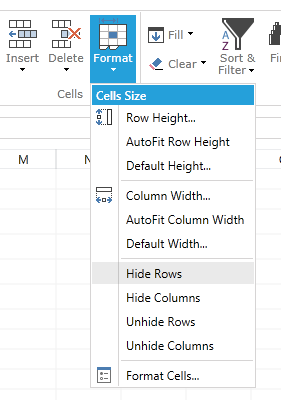 Insert Delete Format Fill Clear Sort & Filter
Cells
Cells Size
Row Height...
AutoFit Row Height
Default Height...
Column Width...
AutoFit Column Width
Default Width...
Hide Rows
Hide Columns
Unhide Rows
Unhide Columns
Format Cells...
M